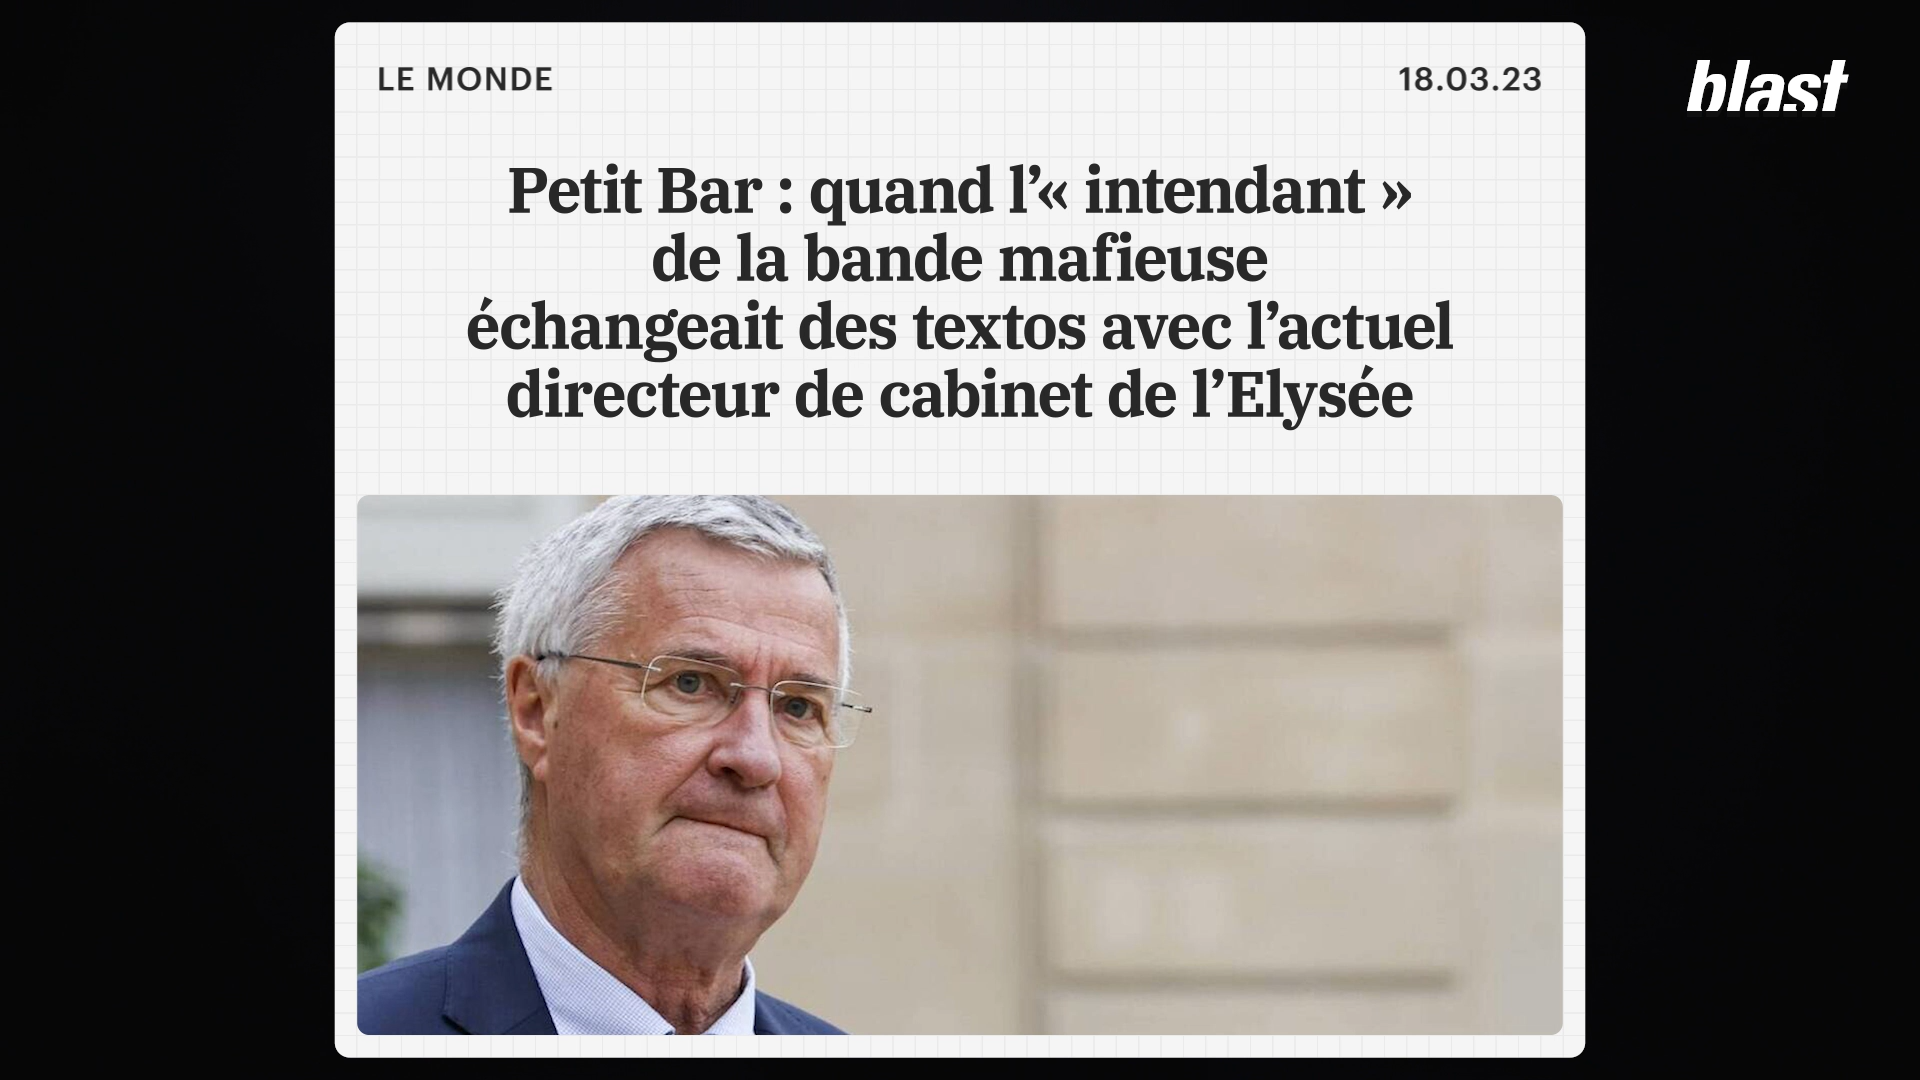 LE MONDE
18.03.23
blast
Petit Bar : quand l’« intendant »
de la bande mafieuse
échangeait des textos avec l’actuel
directeur de cabinet de l’Elysée